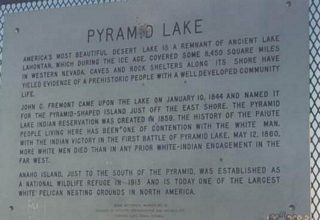 PYRAMID LAKE
AMERICA'S MOST BEAUTIFUL DESERT LAKE IS A REMNANT OF ANCIENT LAKE
LAHONTAN, WHICH DURING THE ICE AGE, COVERED SOME 8,450 SQUARE MILES
IN WESTERN NEVADA. CAVES AND ROCK SHELTERS ALONG ITS SHORE HAVE
YIELDED EVIDENCE OF A PREHISTORIC PEOPLE WITH A WELL DEVELOPED COMMUNITY
LIFE.
JOHN C. FREMONT CAME UPON THE LAKE ON JANUARY 10, 1844 AND NAMED IT
FOR THE PYRAMID-SHAPED ISLAND JUST OFF THE EAST SHORE. THE PYRAMID
LAKE INDIAN RESERVATION WAS CREATED IN 1859. THE HISTORY OF THE PAIUTE
PEOPLE LIVING HERE HAS BEEN ONE OF CONTENTION WITH THE WHITE MAN.
WITH THE INDIAN VICTORY IN THE FIRST BATTLE OF PYRAMID LAKE, MAY 12, 1860,
MORE WHITE MEN DIED THAN IN ANY PRIOR WHITE-INDIAN ENGAGEMENT IN THE
FAR WEST.
ANAHO ISLAND, JUST TO THE SOUTH OF THE PYRAMID, WAS ESTABLISHED AS
A NATIONAL WILDLIFE REFUGE IN 1913 AND IS TODAY ONE OF THE LARGEST
WHITE PELICAN NESTING GROUNDS IN NORTH AMERICA.